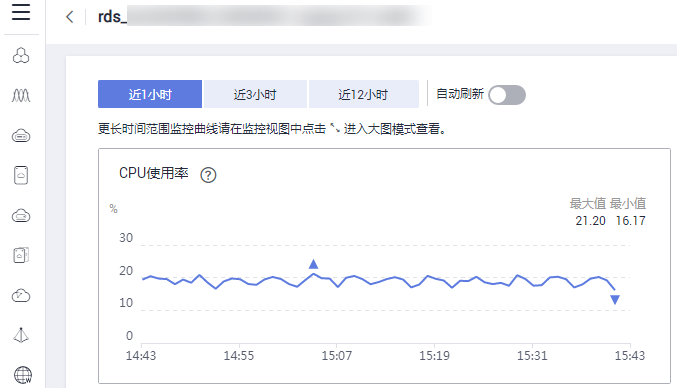 rds_
近1小时 近3小时 近12小时 自动刷新
更长时间范围监控曲线请在监控视图中点击 进入大图模式查看。
CPU使用率 ?
% 最大值 最小值
21.20 16.17
30
20
10
0
14:43 14:55 15:07 15:19 15:31 15:43